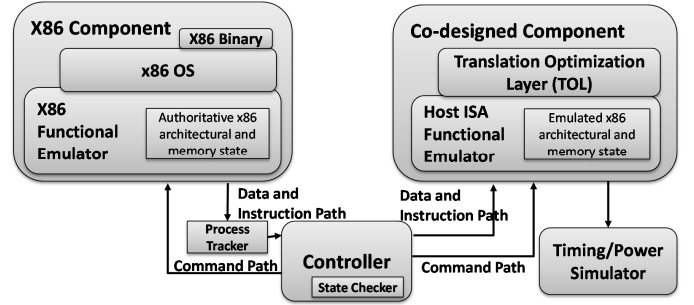 X86 Component
X86 Binary
x86 OS
X86
Functional
Emulator
Authoritative x86
architectural and
memory state
Co-designed Component
Translation Optimization
Layer (TOL)
Host ISA
Functional
Emulator
Emulated x86
architectural and
memory state
Data and
Instruction Path
Process
Tracker
Command Path
Controller
State Checker
Data and
Instruction Path
Command Path
Timing/Power
Simulator